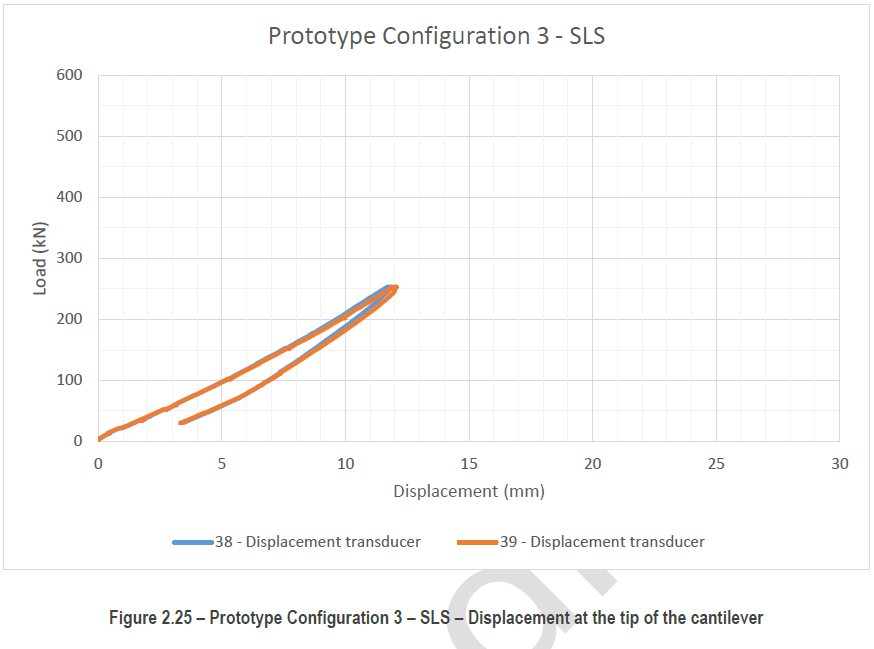 Prototype Configuration 3 - SLS
600
500
400
300
200
100
0
Load (kN)
0 5 10 15 20 25 30
Displacement (mm)
38 - Displacement transducer 39 - Displacement transducer
Figure 2.25 – Prototype Configuration 3 – SLS – Displacement at the tip of the cantilever